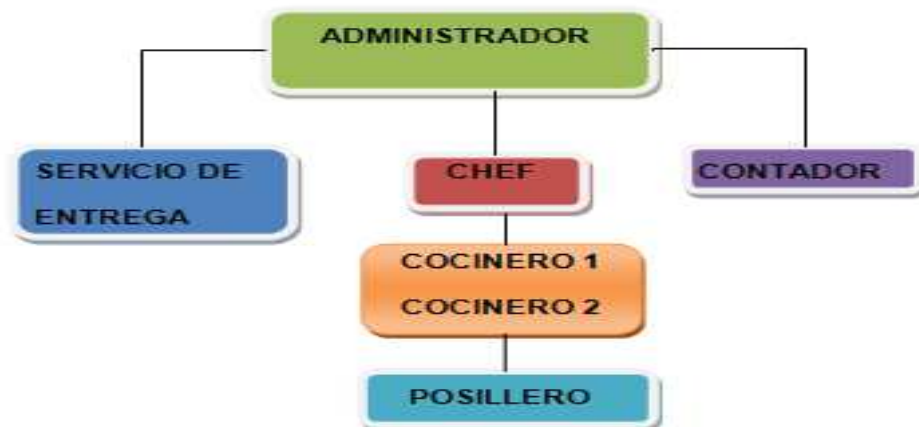 ADMINISTRADOR
SERVICIO DE
ENTREGA
CHEF
CONTADOR
COCINERO 1
COCINERO 2
POSILLERO